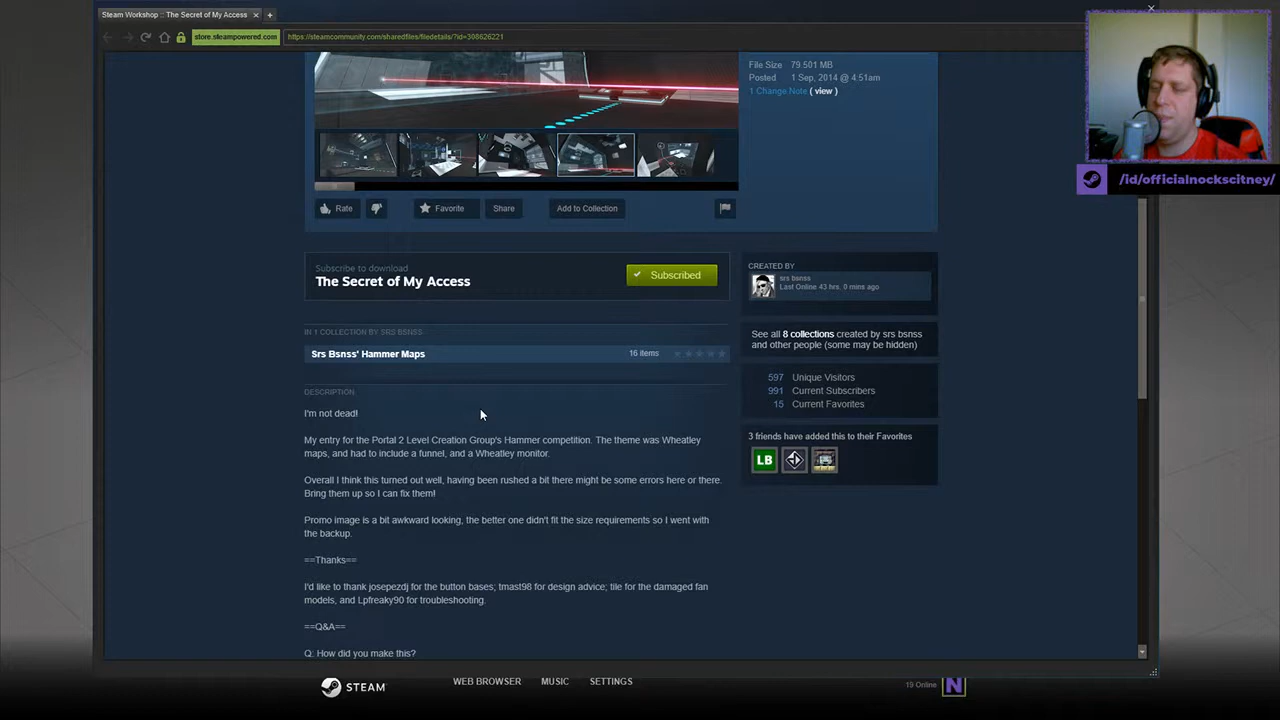 Steam Workshop :: The Secret of My Access
store.steampowered.com
https://steamcommunity.com/sharedfiles/filedetails/?id=308626221
File Size 79.501 MB
Posted 1 Sep, 2014 @ 4:51am
1 Change Note ( view )
/id/officialnockscitney/
Rate
Favorite
Share
Add to Collection
Subscribe to download
The Secret of My Access
Subscribed
CREATED BY
srs bsnss
Last Online 43 hrs, 0 mins ago
IN 1 COLLECTION BY SRS BSNSS
Srs Bsnss' Hammer Maps
16 items
See all 8 collections created by srs bsnss
and other people (some may be hidden)
597 Unique Visitors
991 Current Subscribers
15 Current Favorites
3 friends have added this to their Favorites
LB
DESCRIPTION
I'm not dead!
My entry for the Portal 2 Level Creation Group's Hammer competition. The theme was Wheatley
maps, and had to include a funnel, and a Wheatley monitor.
Overall I think this turned out well, having been rushed a bit there might be some errors here or there.
Bring them up so I can fix them!
Promo image is a bit awkward looking, the better one didn't fit the size requirements so I went with
the backup.
==Thanks==
I'd like to thank josepezdj for the button bases; tmast98 for design advice; tile for the damaged fan
models, and Lpfreaky90 for troubleshooting.
==Q&A==
Q: How did you make this?
STEAM
WEB BROWSER
MUSIC
SETTINGS
19 Online
N